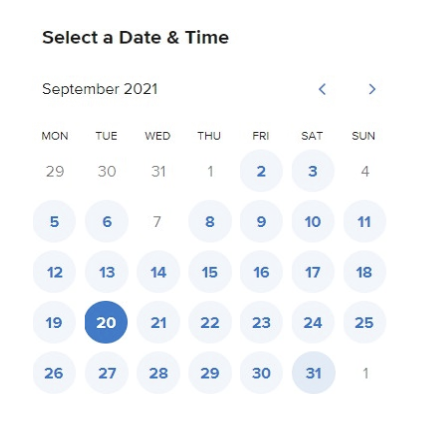 Select a Date & Time
September 2021
MON TUE WED THU FRI SAT SUN
29 30 31 1 2 3 4
5 6 7 8 9 10 11
12 13 14 15 16 17 18
19 20 21 22 23 24 25
26 27 28 29 30 31 1